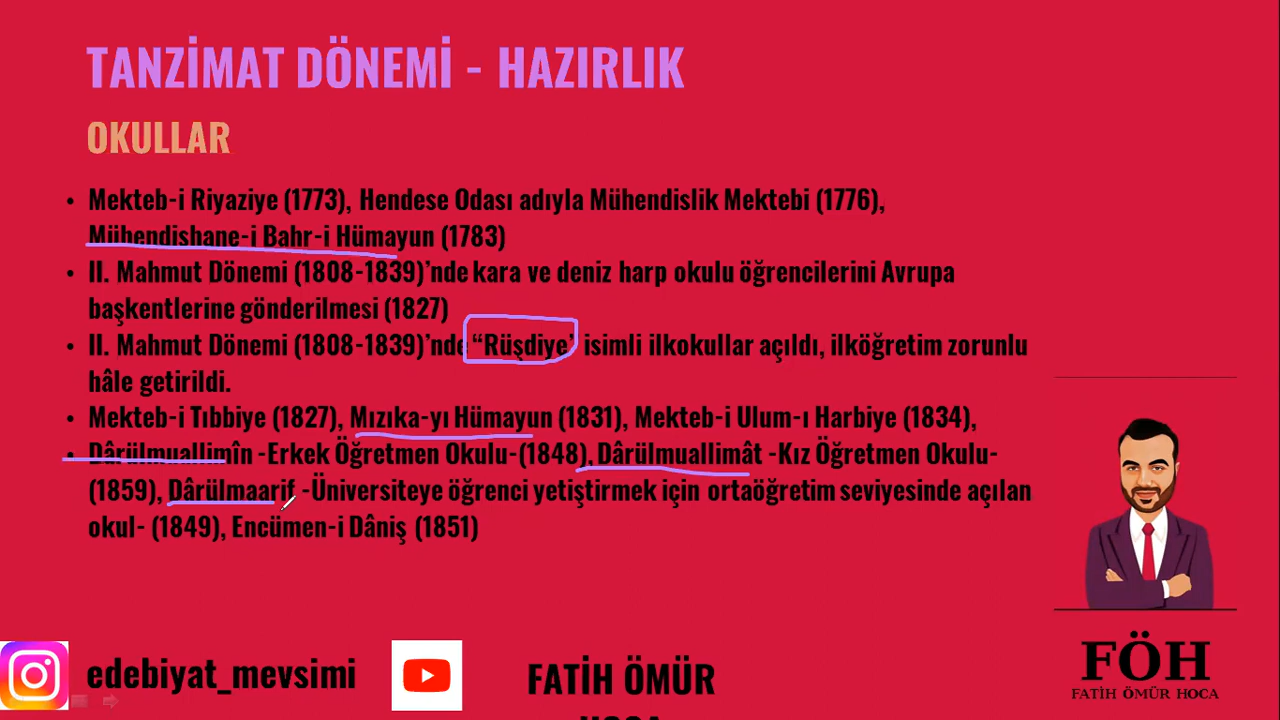 TANZİMAT DÖNEMİ - HAZIRLIK
OKULLAR
• Mekteb-i Riyaziye (1773), Hendese Odası adıyla Mühendislik Mektebi (1776),
Mühendishane-i Bahr-i Hümayun (1783)
• II. Mahmut Dönemi (1808-1839)’nde kara ve deniz harp okulu öğrencilerini Avrupa
başkentlerine gönderilmesi (1827)
• II. Mahmut Dönemi (1808-1839)’nde “Rüşdiye” isimli ilkokullar açıldı, ilköğretim zorunlu
hâle getirildi.
• Mekteb-i Tıbbiye (1827), Mızıka-yı Hümayun (1831), Mekteb-i Ulum-ı Harbiye (1834),
• Dârülmuallimîn -Erkek Öğretmen Okulu-(1848), Dârülmuallimât -Kız Öğretmen Okulu-
(1859), Dârülmaarif -Üniversiteye öğrenci yetiştirmek için ortaöğretim seviyesinde açılan
okul- (1849), Encümen-i Dâniş (1851)
edebiyat_mevsimi
FATİH ÖMÜR
HOCA
FÖH
FATİH ÖMÜR HOCA